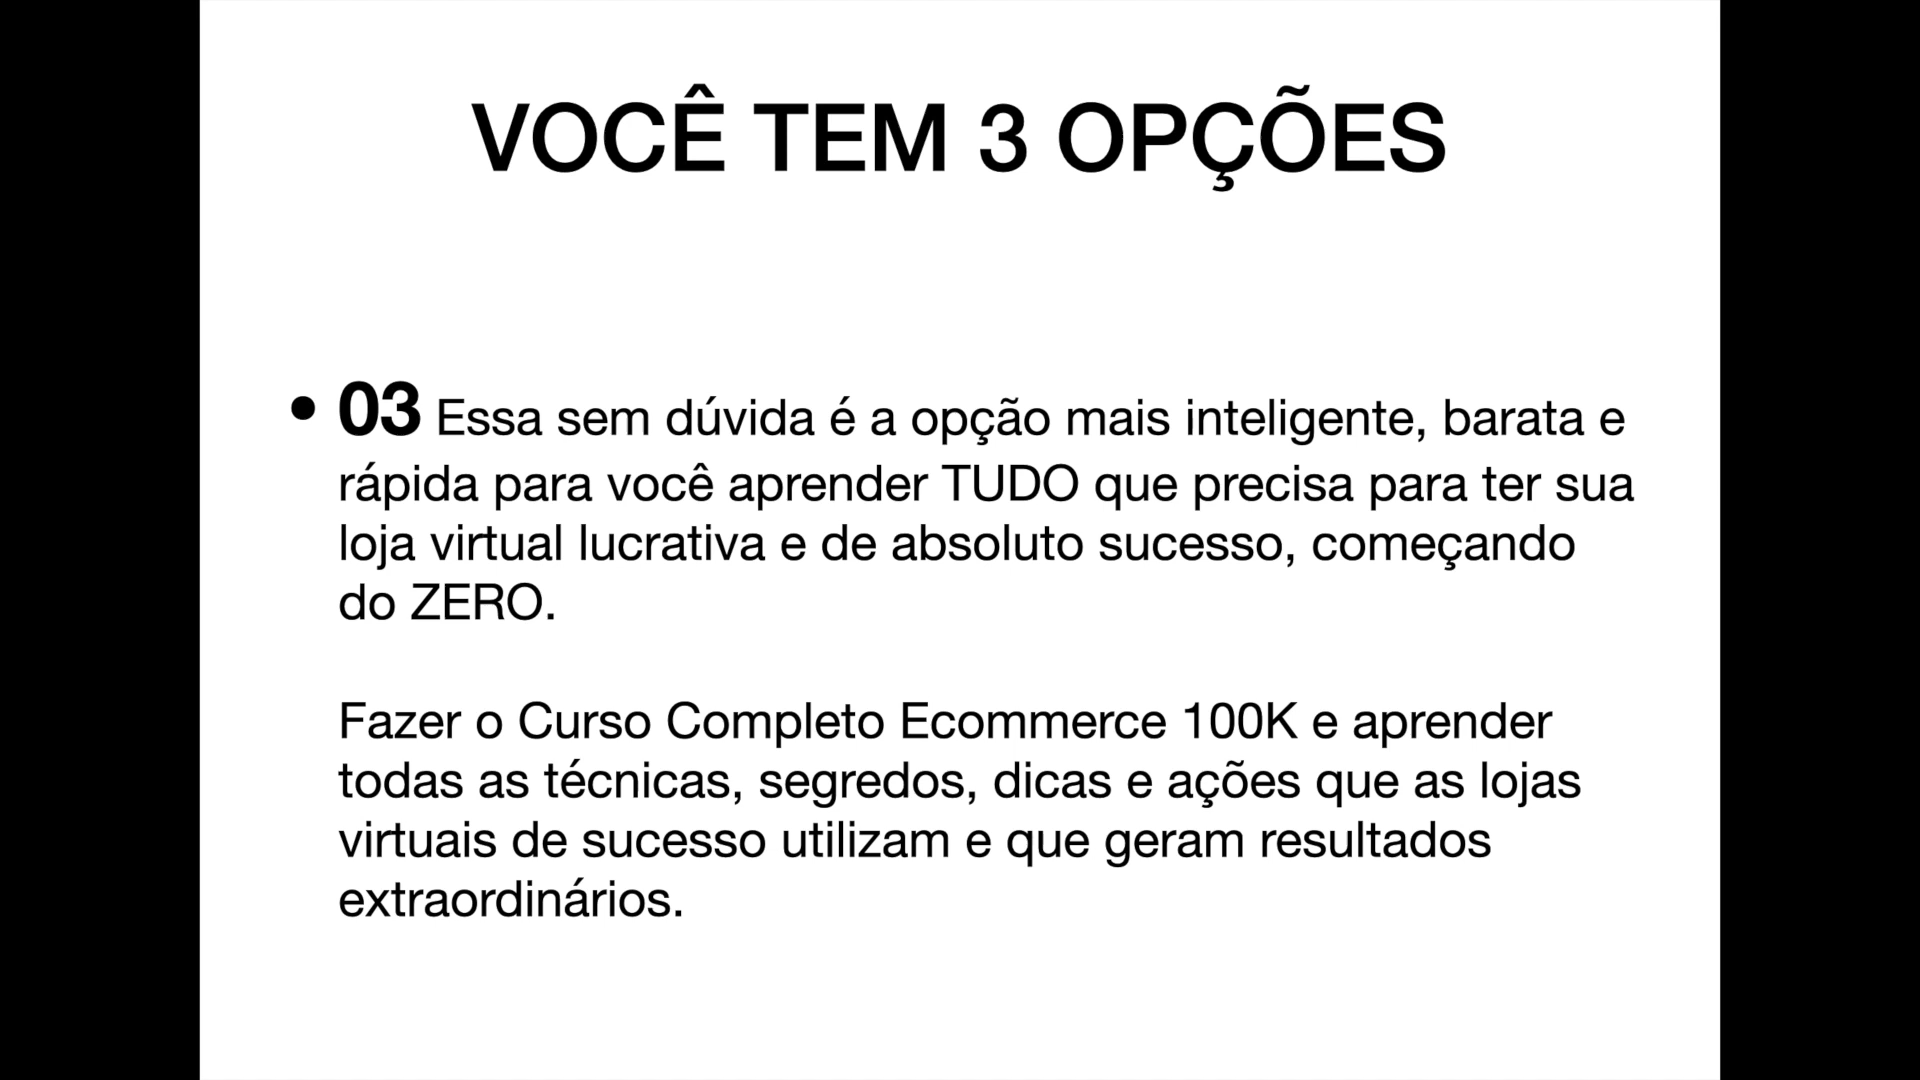 VOCÊ TEM 3 OPÇÕES
• 03 Essa sem dúvida é a opção mais inteligente, barata e
rápida para você aprender TUDO que precisa para ter sua
loja virtual lucrativa e de absoluto sucesso, começando
do ZERO.
Fazer o Curso Completo Ecommerce 100K e aprender
todas as técnicas, segredos, dicas e ações que as lojas
virtuais de sucesso utilizam e que geram resultados
extraordinários.